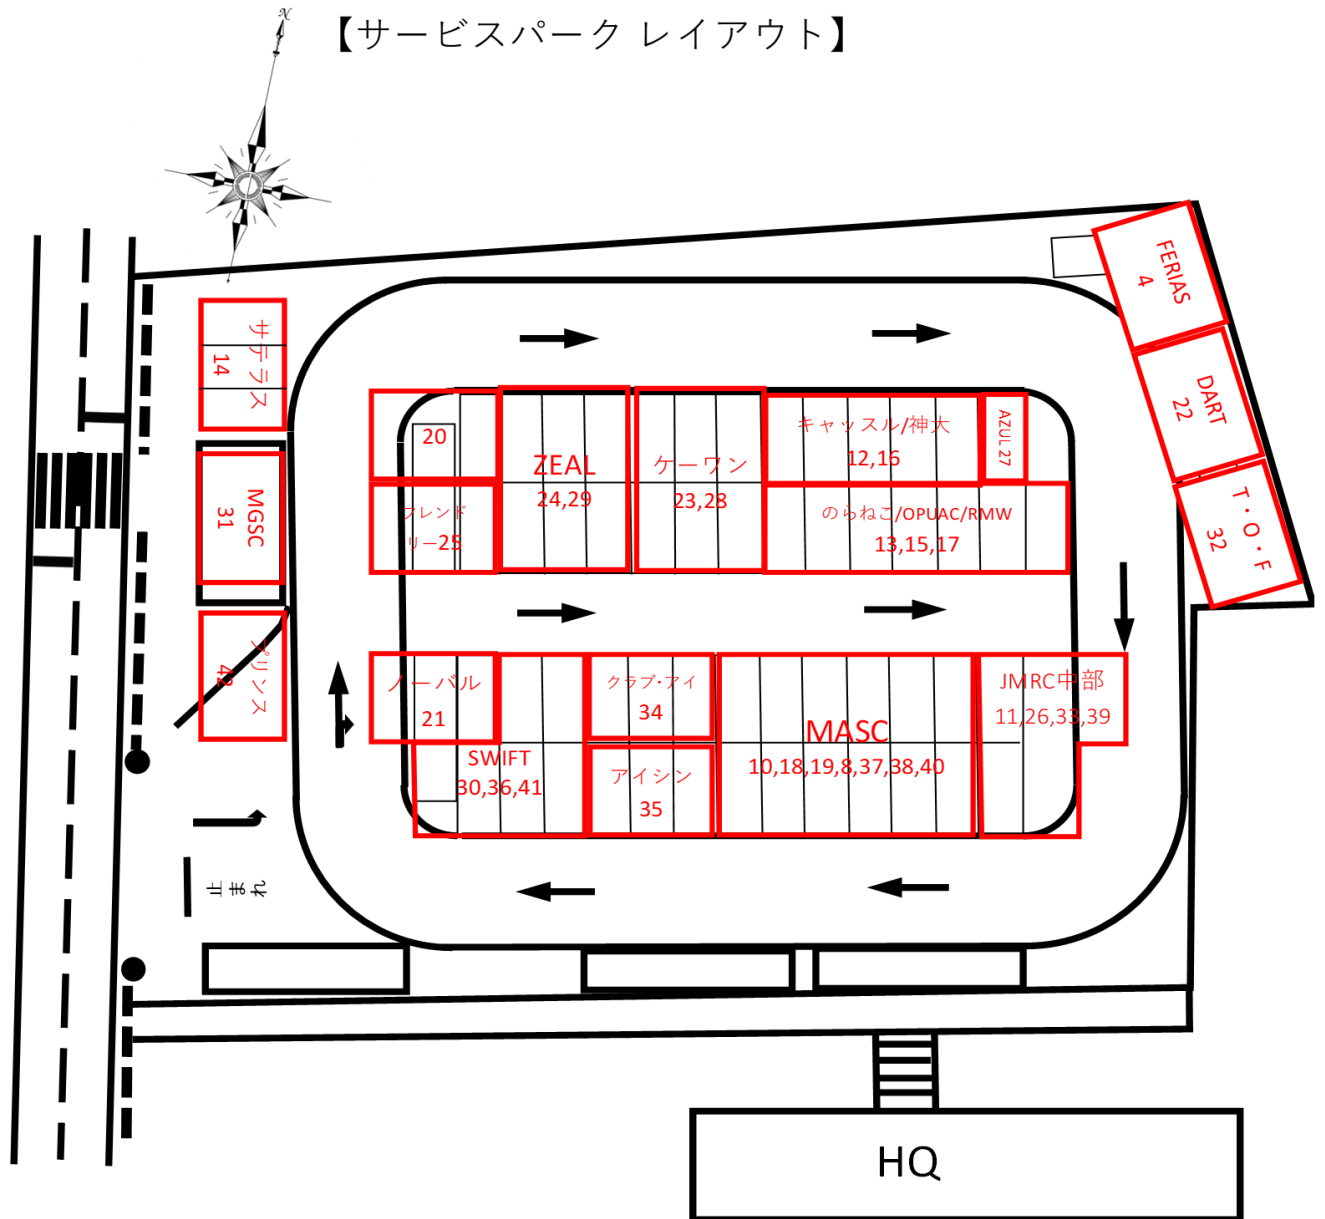 N
【サービスパーク レイアウト】
FERIAS
4
サテラス
14
DART
22
20
ZEAL
24,29
ケーワン
23,28
キャッスル/神大
12,16
AZUL 27
MGSC
31
フレンド
リー25
のらねこ/OPUAC/RMW
13,15,17
T・O・F
32
プリンス
42
ノーバル
21
SWIFT
30,36,41
クラブ・アイ
34
アイシン
35
MASC
10,18,19,8,37,38,40
JMRC中部
11,26,33,39
止まれ
HQ